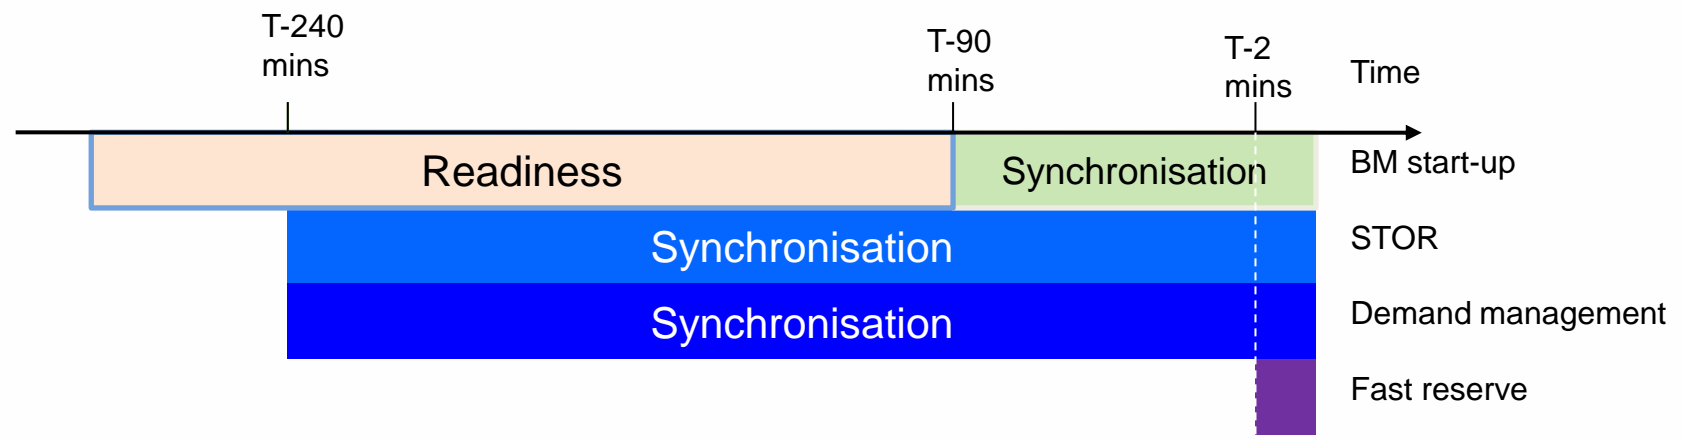 T-240
mins
T-90
mins
T-2
mins
Time
Readiness
Synchronisation
BM start-up
Synchronisation
STOR
Synchronisation
Demand management
Fast reserve